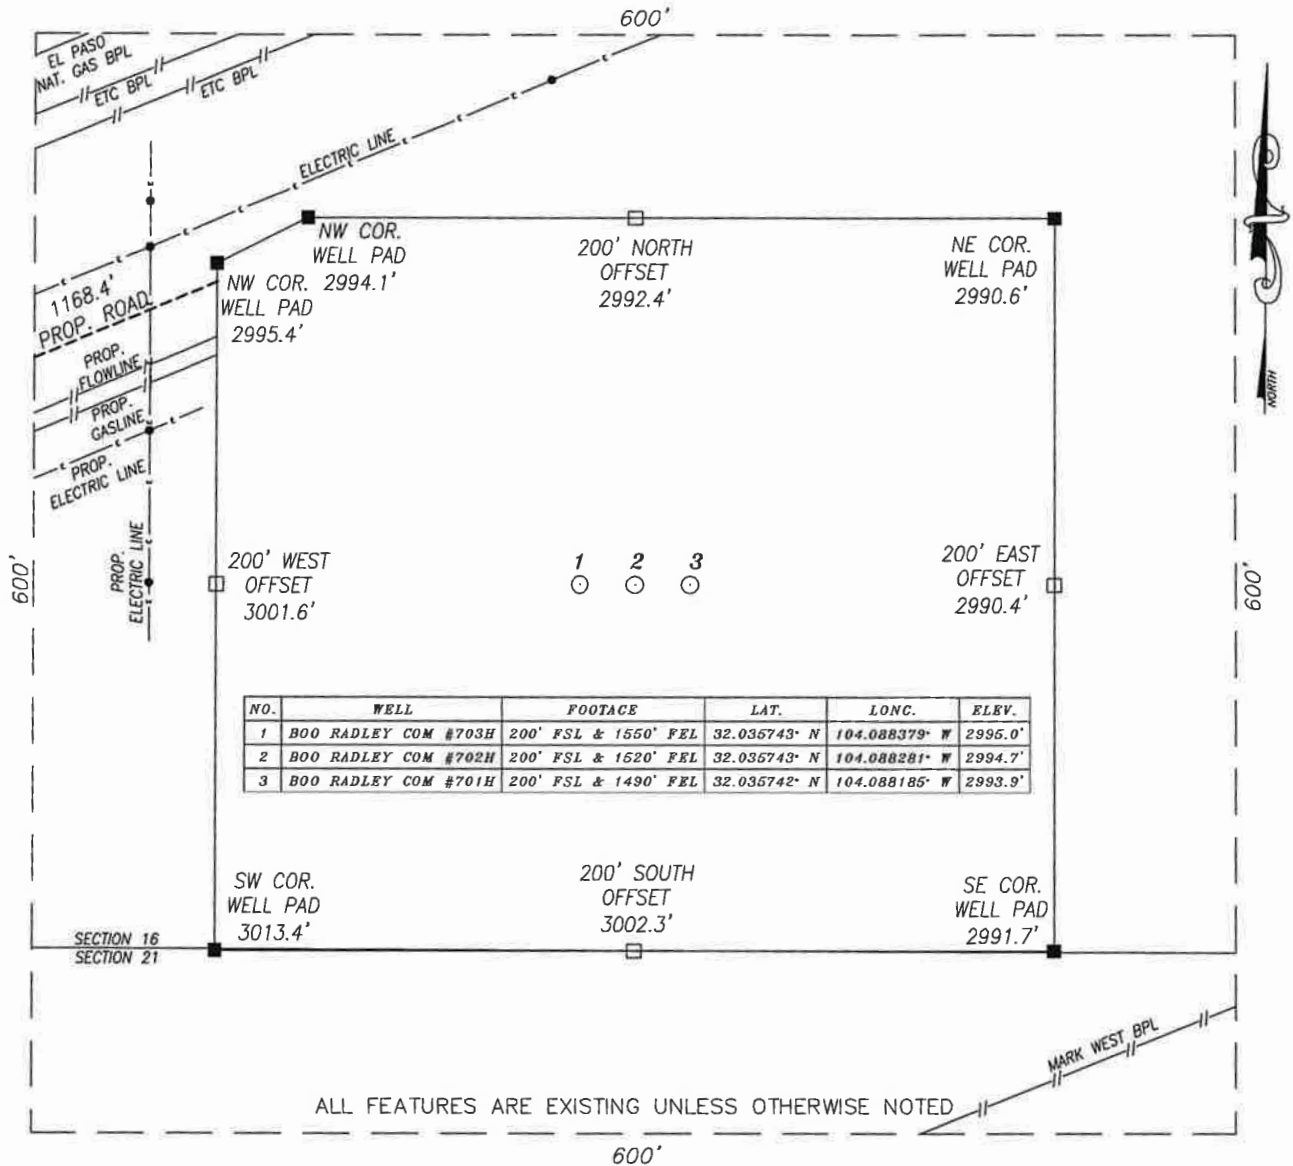 600'
EL PASO
NAT. GAS BPL
ETC BPL
ETC BPL
ELECTRIC LINE
NORTH
NW COR.
WELL PAD
2994.1'
200' NORTH
OFFSET
2992.4'
NE COR.
WELL PAD
2990.6'
1168.4'
PROP. ROAD
NW COR.
WELL PAD
2995.4'
PROP.
FLOWLINE
PROP.
GASLINE
PROP.
ELECTRIC LINE
PROP.
ELECTRIC LINE
600'
200' WEST
OFFSET
3001.6'
1 2 3
200' EAST
OFFSET
2990.4'
600'
NO. WELL FOOTAGE LAT. LONG. ELEV.
1 BOO RADLEY COM #703H 200' FSL & 1550' FEL 32.035743° N 104.088379° W 2995.0'
2 BOO RADLEY COM #702H 200' FSL & 1520' FEL 32.035743° N 104.088281° W 2994.7'
3 BOO RADLEY COM #701H 200' FSL & 1490' FEL 32.035742° N 104.088185° W 2993.9'
SW COR.
WELL PAD
3013.4'
200' SOUTH
OFFSET
3002.3'
SE COR.
WELL PAD
2991.7'
SECTION 16
SECTION 21
MARK WEST BPL
ALL FEATURES ARE EXISTING UNLESS OTHERWISE NOTED
600'